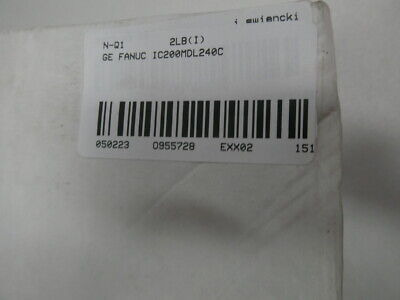 N-Q1 2LB(I)
GE FANUC IC200MDL240C
050223 0955728 EXX02 151